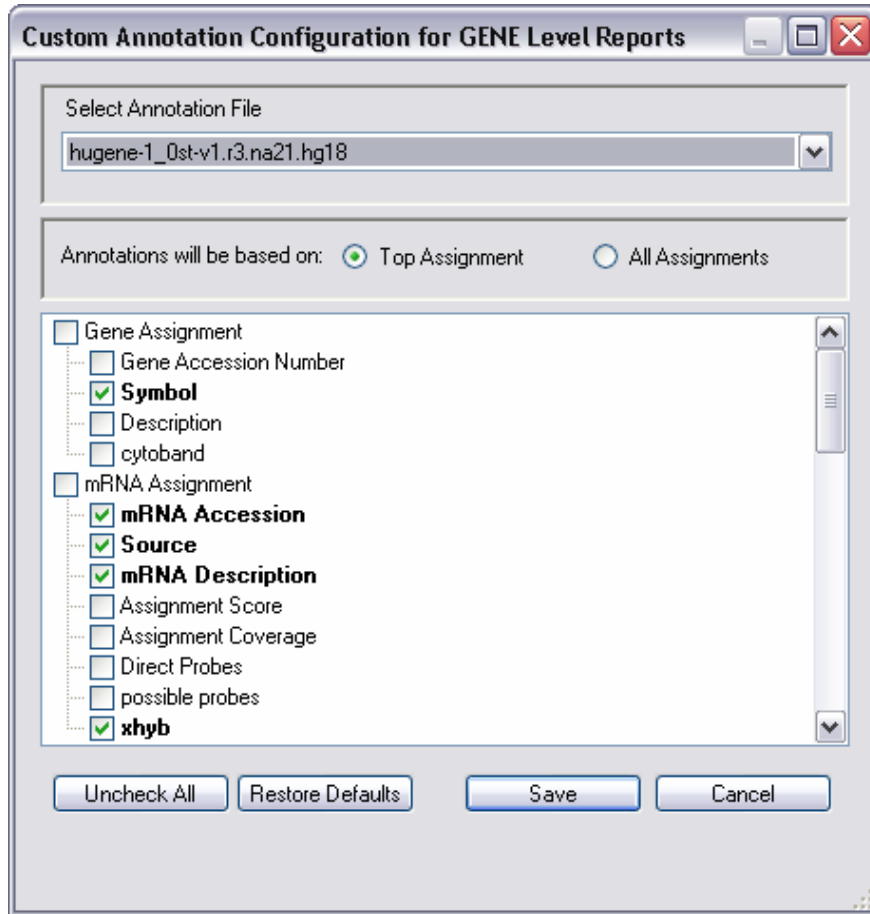 Custom Annotation Configuration for GENE Level Reports
Select Annotation File
hugene-1_0st-v1.r3.na21.hg18
Annotations will be based on: Top Assignment All Assignments
Gene Assignment
Gene Accession Number
Symbol
Description
cytoband
mRNA Assignment
mRNA Accession
Source
mRNA Description
Assignment Score
Assignment Coverage
Direct Probes
possible probes
xhyb
Uncheck All Restore Defaults Save Cancel